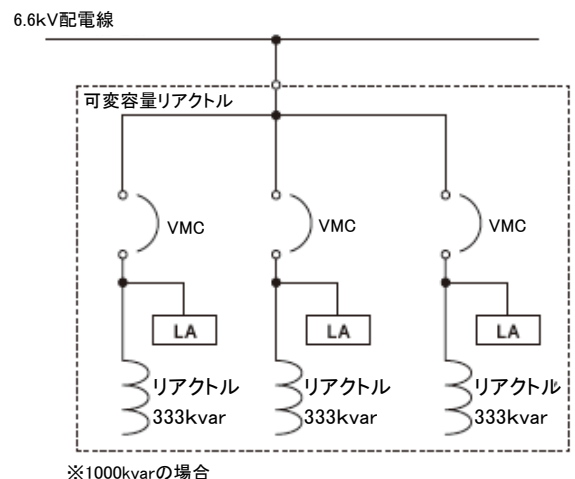 6.6kV配電線
可変容量リアクトル
VMC
VMC
VMC
LA
LA
LA
リアクトル
333kvar
リアクトル
333kvar
リアクトル
333kvar
※1000kvarの場合